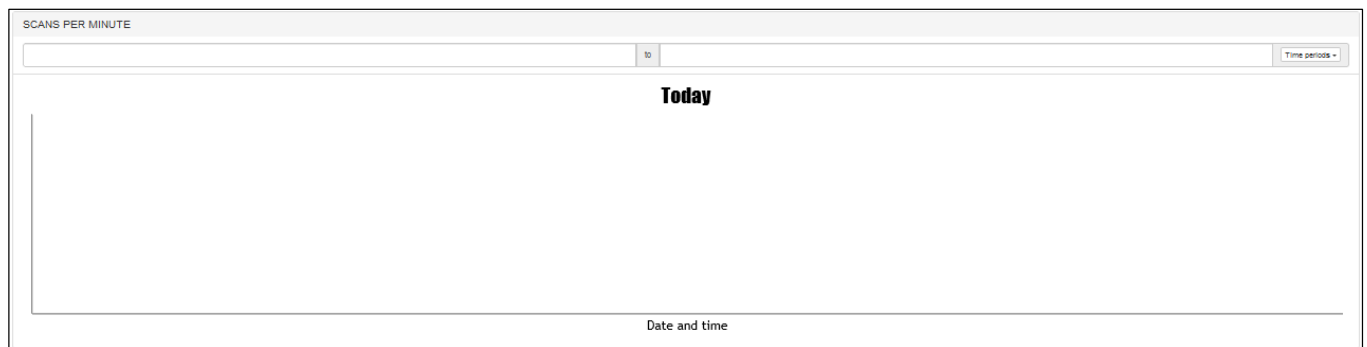 SCANS PER MINUTE
to
Time periods
Today
Date and time